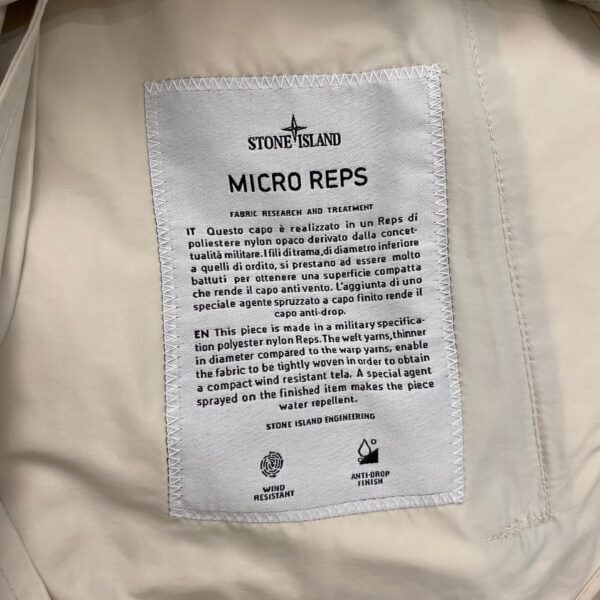 STONE ISLAND
MICRO REPS
FABRIC RESEARCH AND TREATMENT
IT Questo capo è realizzato in un Reps di
poliestere nylon opaco derivato dalla concet-
tualità militare. I fili di trama, di diametro inferiore
a quelli di ordito, si prestano ad essere molto
battuti per ottenere una superficie compatta
che rende il capo antivento. L'aggiunta di uno
speciale agente spruzzato a capo finito rende il
capo anti-drop.
EN This piece is made in a military specifica-
tion polyester nylon Reps. The weft yarns, thinner
in diameter compared to the warp yarns, enable
the fabric to be tightly woven in order to obtain
a compact wind resistant tela. A special agent
sprayed on the finished item makes the piece
water repellent.
STONE ISLAND ENGINEERING
WIND
RESISTANT
ANTI-DROP
FINISH